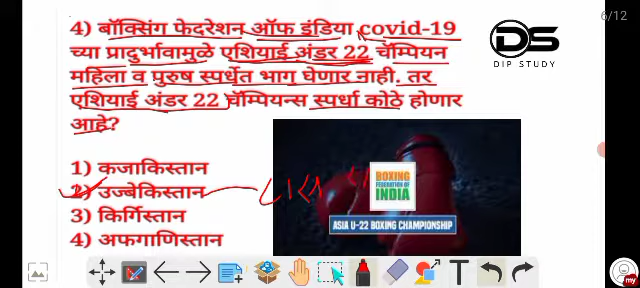 6/12
4) बॉक्सिंग फेदरेशन ऑफ इंडिया covid-19
च्या प्रादुर्भावामुळे एशियाई अंडर 22 चॅम्पियन
महिला व पुरुष स्पर्धेत भाग घेणार नाही. तर
एशियाई अंडर 22 चॅम्पियन्स स्पर्धा कोठे होणार
आहे?
DS
DIP STUDY
1) कजाकिस्तान
2) उज्बेकिस्तान
3) किर्गिस्तान
4) अफगाणिस्तान
BOXING
FEDERATION OF
INDIA
ASIA U-22 BOXING CHAMPIONSHIP
T
my